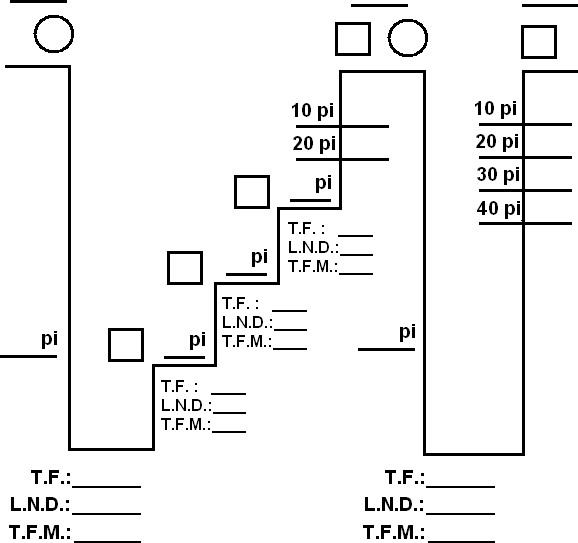 10 pi
20 pi
pi
T.F. :
L.N.D.:
T.F.M.:
pi
T.F. :
L.N.D.:
T.F.M.:
pi
pi
T.F. :
L.N.D.:
T.F.M.:
T.F.:
L.N.D.:
T.F.M.:
10 pi
20 pi
30 pi
40 pi
pi
T.F.:
L.N.D.:
T.F.M.: